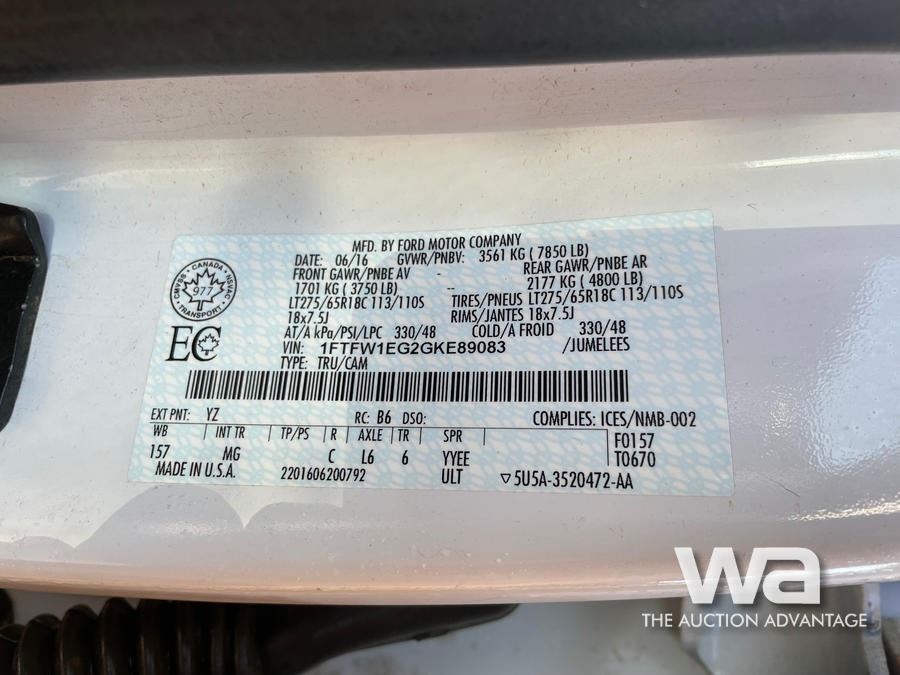 MFD. BY FORD MOTOR COMPANY
DATE: 06/16 GVWR/PNBV: 3561 KG ( 7850 LB)
FRONT GAWR/PNBE AV -- REAR GAWR/PNBE AR
1701 KG ( 3750 LB) -- 2177 KG ( 4800 LB)
LT275/65R18C 113/110S TIRES/PNEUS LT275/65R18C 113/110S
18x7.5J RIMS/JANTES 18x7.5J
AT/A kPa/PSI/LPC 330/48 COLD/A FROID 330/48
VIN: 1FTFW1EG2GKE89083 /JUMELEES
TYPE: TRU/CAM
CANADA
CMVSS NSVAC
977
TRANSPORT
EC
EXT PNT: YZ RC: B6 DSO: COMPLIES: ICES/NMB-002
WB INT TR TP/PS R AXLE TR SPR F0157
157 MG C L6 6 YYEE T0670
MADE IN U.S.A. 2201606200792 ULT ▽5U5A-3520472-AA
wa
THE AUCTION ADVANTAGE